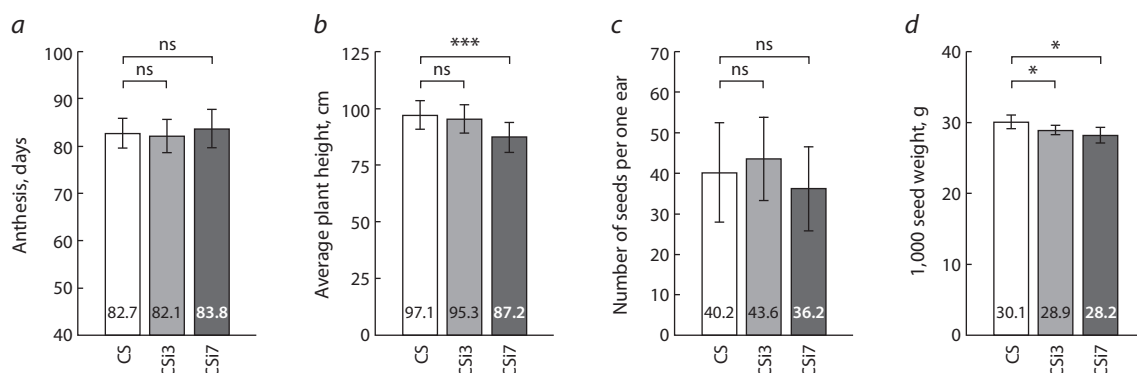 a
b
c
d
Anthesis, days
100
90
80
70
60
50
40
ns
ns
82.7
82.1
83.8
CS
CSi3
CSi7
Average plant height, cm
125
100
75
50
25
0
***
ns
97.1
95.3
87.2
CS
CSi3
CSi7
Number of seeds per one ear
70
60
50
40
30
20
10
0
ns
ns
40.2
43.6
36.2
CS
CSi3
CSi7
1,000 seed weight, g
40
30
20
10
0
*
*
30.1
28.9
28.2
CS
CSi3
CSi7